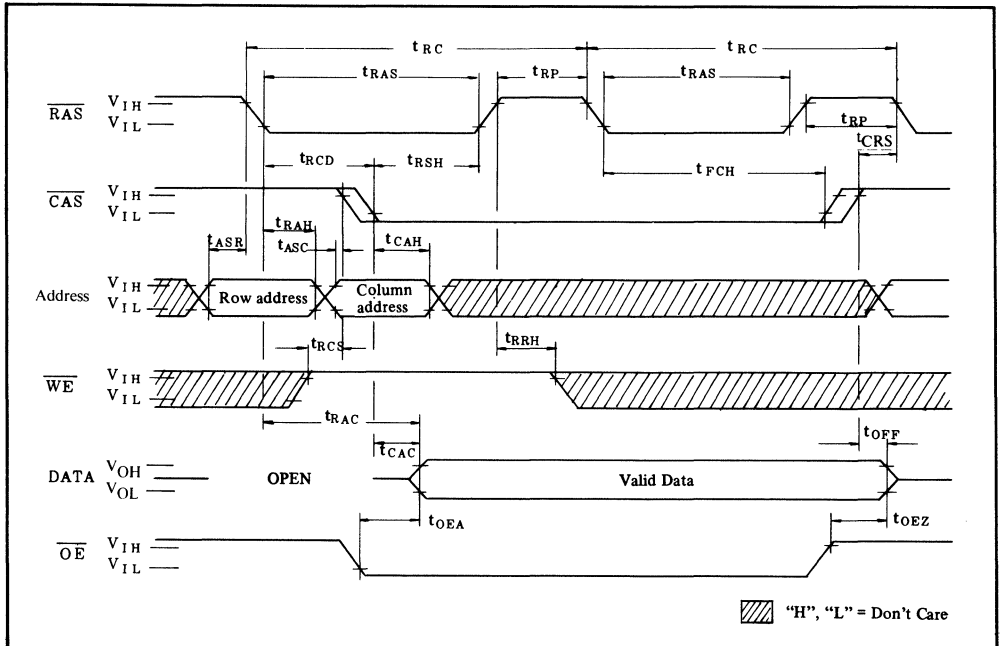 tRC tRC
tRAS tRP tRAS
RAS VIH
VIL
tRP
tCRS
tRCD tRSH
tFCH
CAS VIH
VIL
tRAH
tASR tASC tCAH
Address VIH
VIL
Row address
Column
address
tRCS tRRH
WE VIH
VIL
tRAC
tCAC tOFF
DATA VOH
VOL
OPEN Valid Data
tOEA tOEZ
OE VIH
VIL
"H", "L" = Don't Care